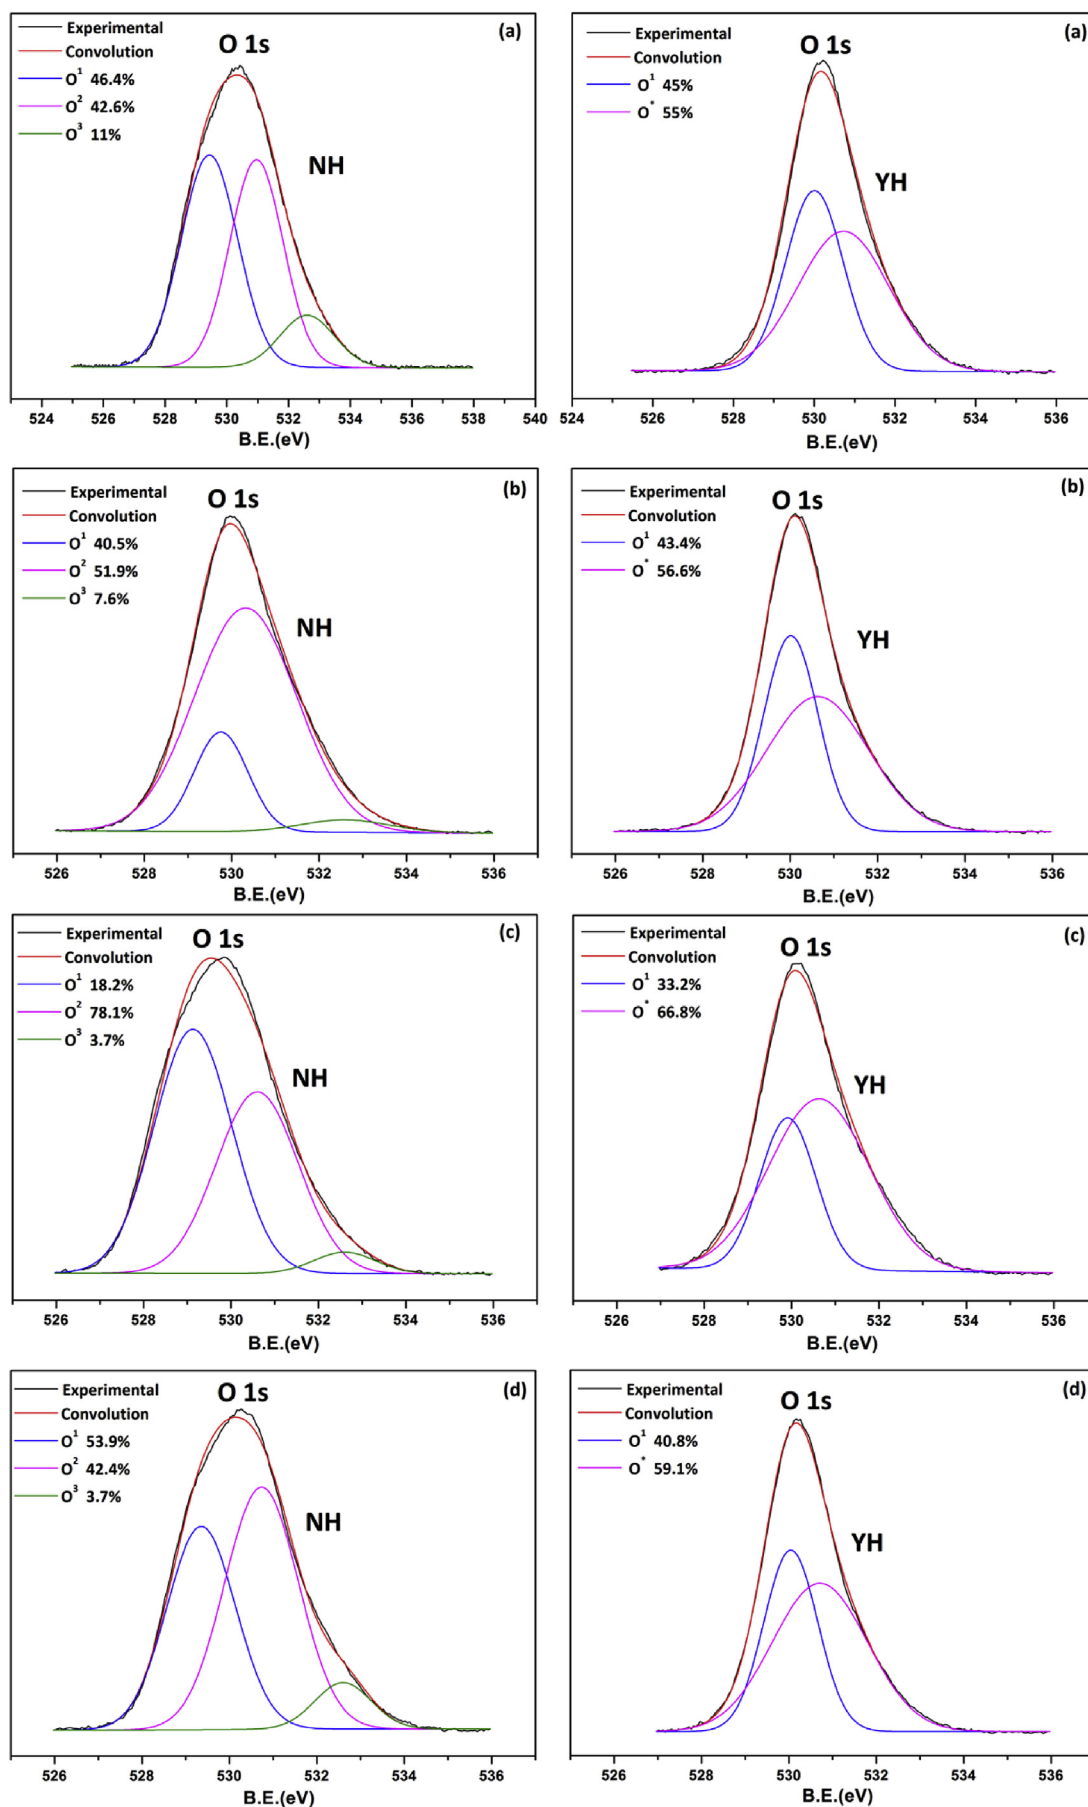 Experimental
Convolution
O¹ 46.4%
O² 42.6%
O³ 11%
O 1s
(a)
NH
524 526 528 530 532 534 536 538 540
B.E.(eV)
Experimental
Convolution
O¹ 45%
O* 55%
O 1s
(a)
YH
524 526 528 530 532 534 536
B.E.(eV)
Experimental
Convolution
O¹ 40.5%
O² 51.9%
O³ 7.6%
O 1s
(b)
NH
526 528 530 532 534 536
B.E.(eV)
Experimental
Convolution
O¹ 43.4%
O* 56.6%
O 1s
(b)
YH
526 528 530 532 534 536
B.E.(eV)
Experimental
Convolution
O¹ 18.2%
O² 78.1%
O³ 3.7%
O 1s
(c)
NH
526 528 530 532 534 536
B.E.(eV)
Experimental
Convolution
O¹ 33.2%
O* 66.8%
O 1s
(c)
YH
526 528 530 532 534 536
B.E.(eV)
Experimental
Convolution
O¹ 53.9%
O² 42.4%
O³ 3.7%
O 1s
(d)
NH
526 528 530 532 534 536
B.E.(eV)
Experimental
Convolution
O¹ 40.8%
O* 59.1%
O 1s
(d)
YH
526 528 530 532 534 536
B.E.(eV)